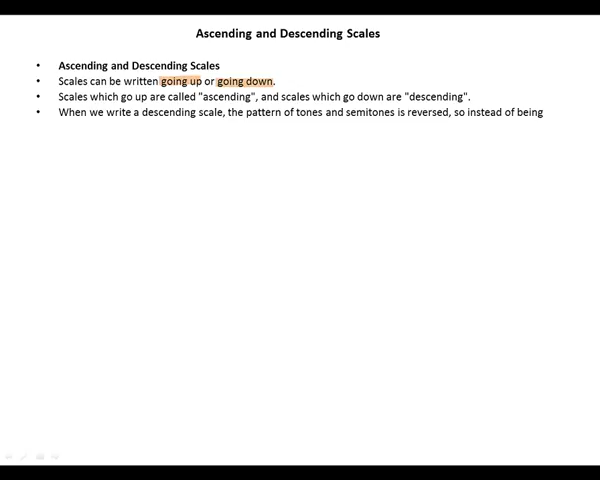 Ascending and Descending Scales
• Ascending and Descending Scales
• Scales can be written going up or going down.
• Scales which go up are called "ascending", and scales which go down are "descending".
• When we write a descending scale, the pattern of tones and semitones is reversed, so instead of being